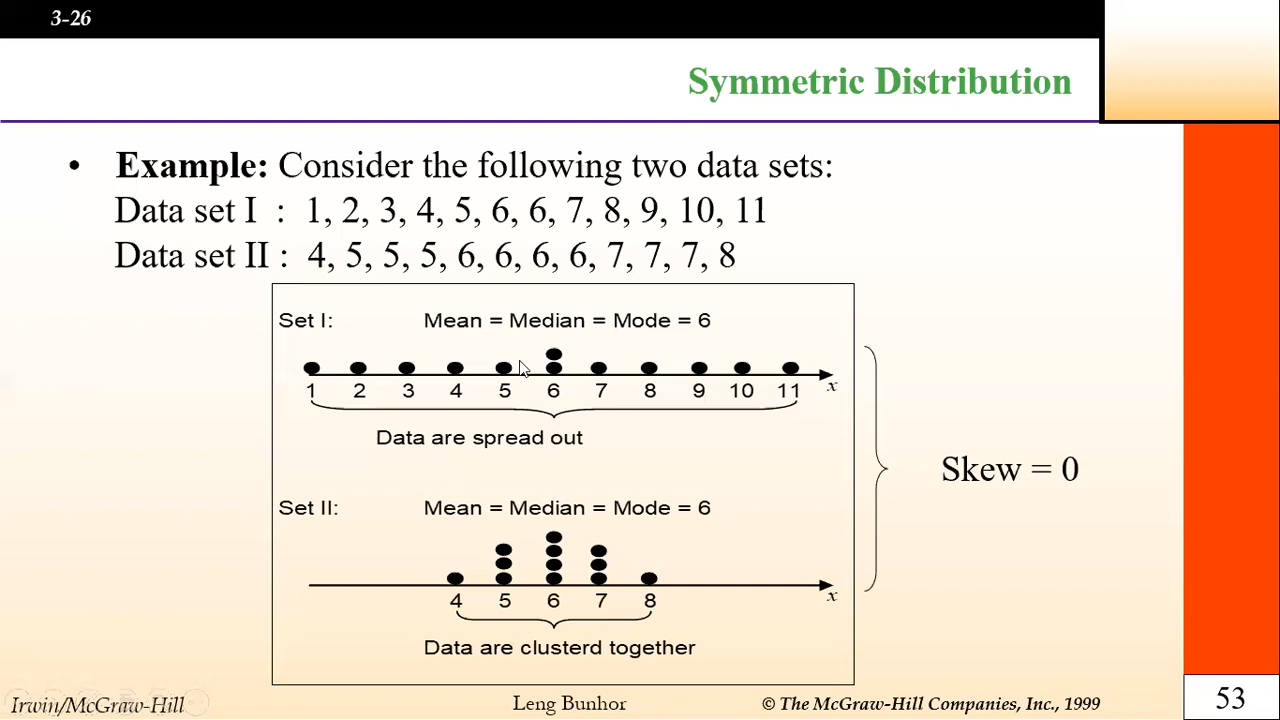 3-26
Symmetric Distribution
• Example: Consider the following two data sets:
Data set I : 1, 2, 3, 4, 5, 6, 6, 7, 8, 9, 10, 11
Data set II : 4, 5, 5, 5, 6, 6, 6, 6, 7, 7, 7, 8
Set I: Mean = Median = Mode = 6
1 2 3 4 5 6 7 8 9 10 11 x
Data are spread out
Skew = 0
Set II: Mean = Median = Mode = 6
4 5 6 7 8 x
Data are clusterd together
Irwin/McGraw-Hill Leng Bunhor © The McGraw-Hill Companies, Inc., 1999 53